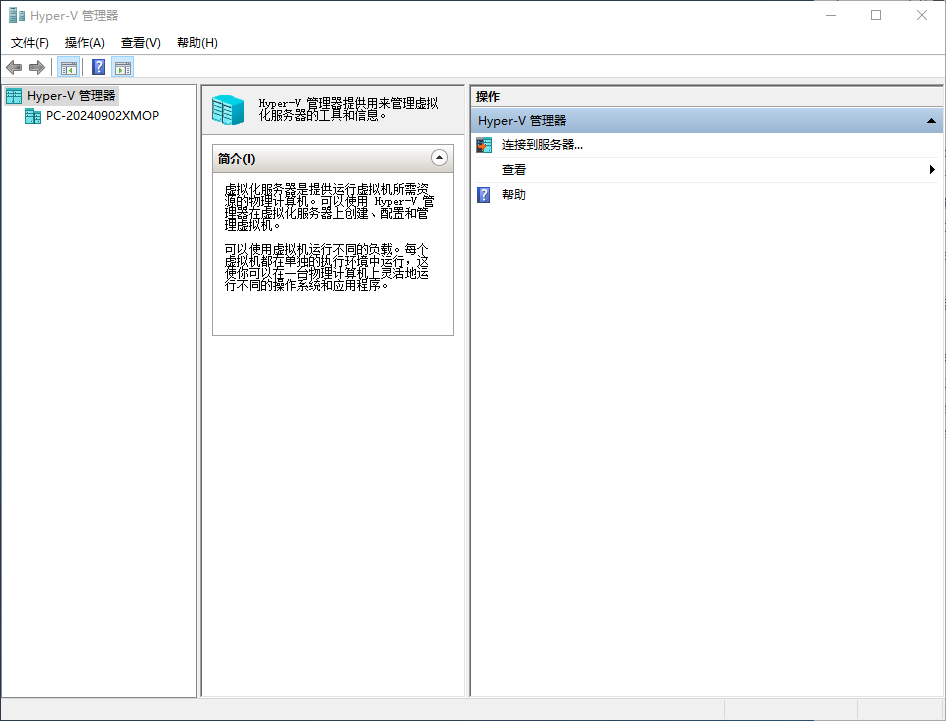 Hyper-V 管理器
文件(F) 操作(A) 查看(V) 帮助(H)
Hyper-V 管理器
PC-20240902XMOP
Hyper-V 管理器提供用来管理虚拟
化服务器的工具和信息。
简介(I)
虚拟化服务器是提供运行虚拟机所需资
源的物理计算机。可以使用 Hyper-V 管
理器在虚拟化服务器上创建、配置和管
理虚拟机。
可以使用虚拟机运行不同的负载。每个
虚拟机都在单独的执行环境中运行，这
使你可以在一台物理计算机上灵活地运
行不同的操作系统和应用程序。
操作
Hyper-V 管理器
连接到服务器...
查看
帮助